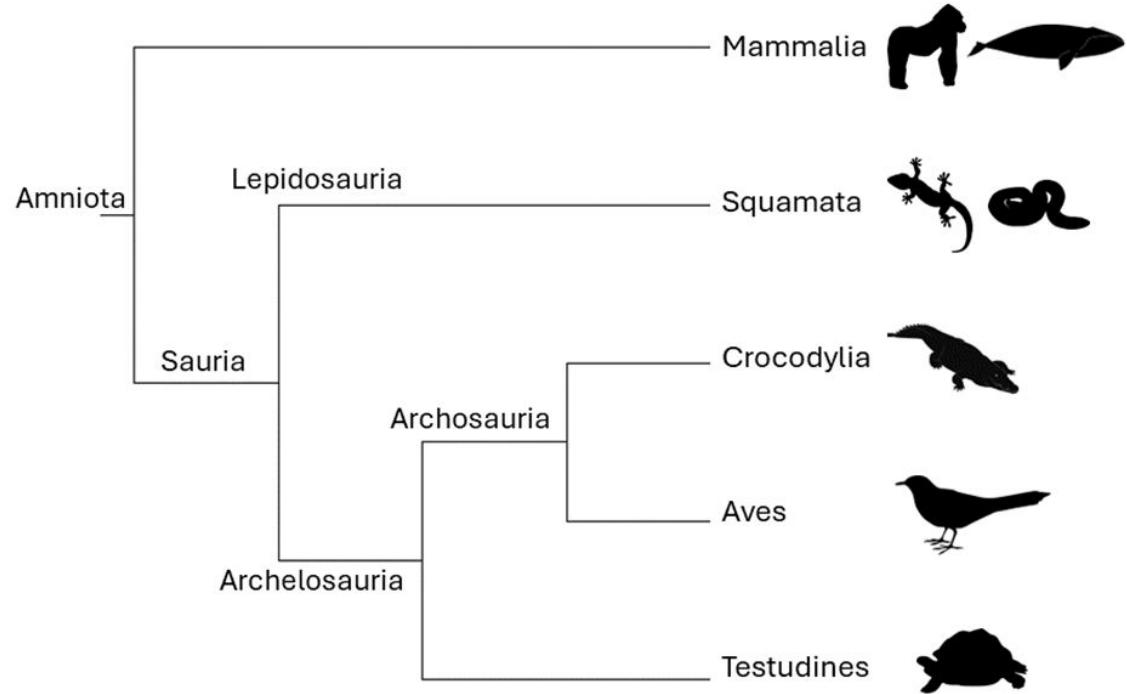 Mammalia
Lepidosauria
Amniota
Squamata
Sauria
Crocodylia
Archosauria
Aves
Archelosauria
Testudines